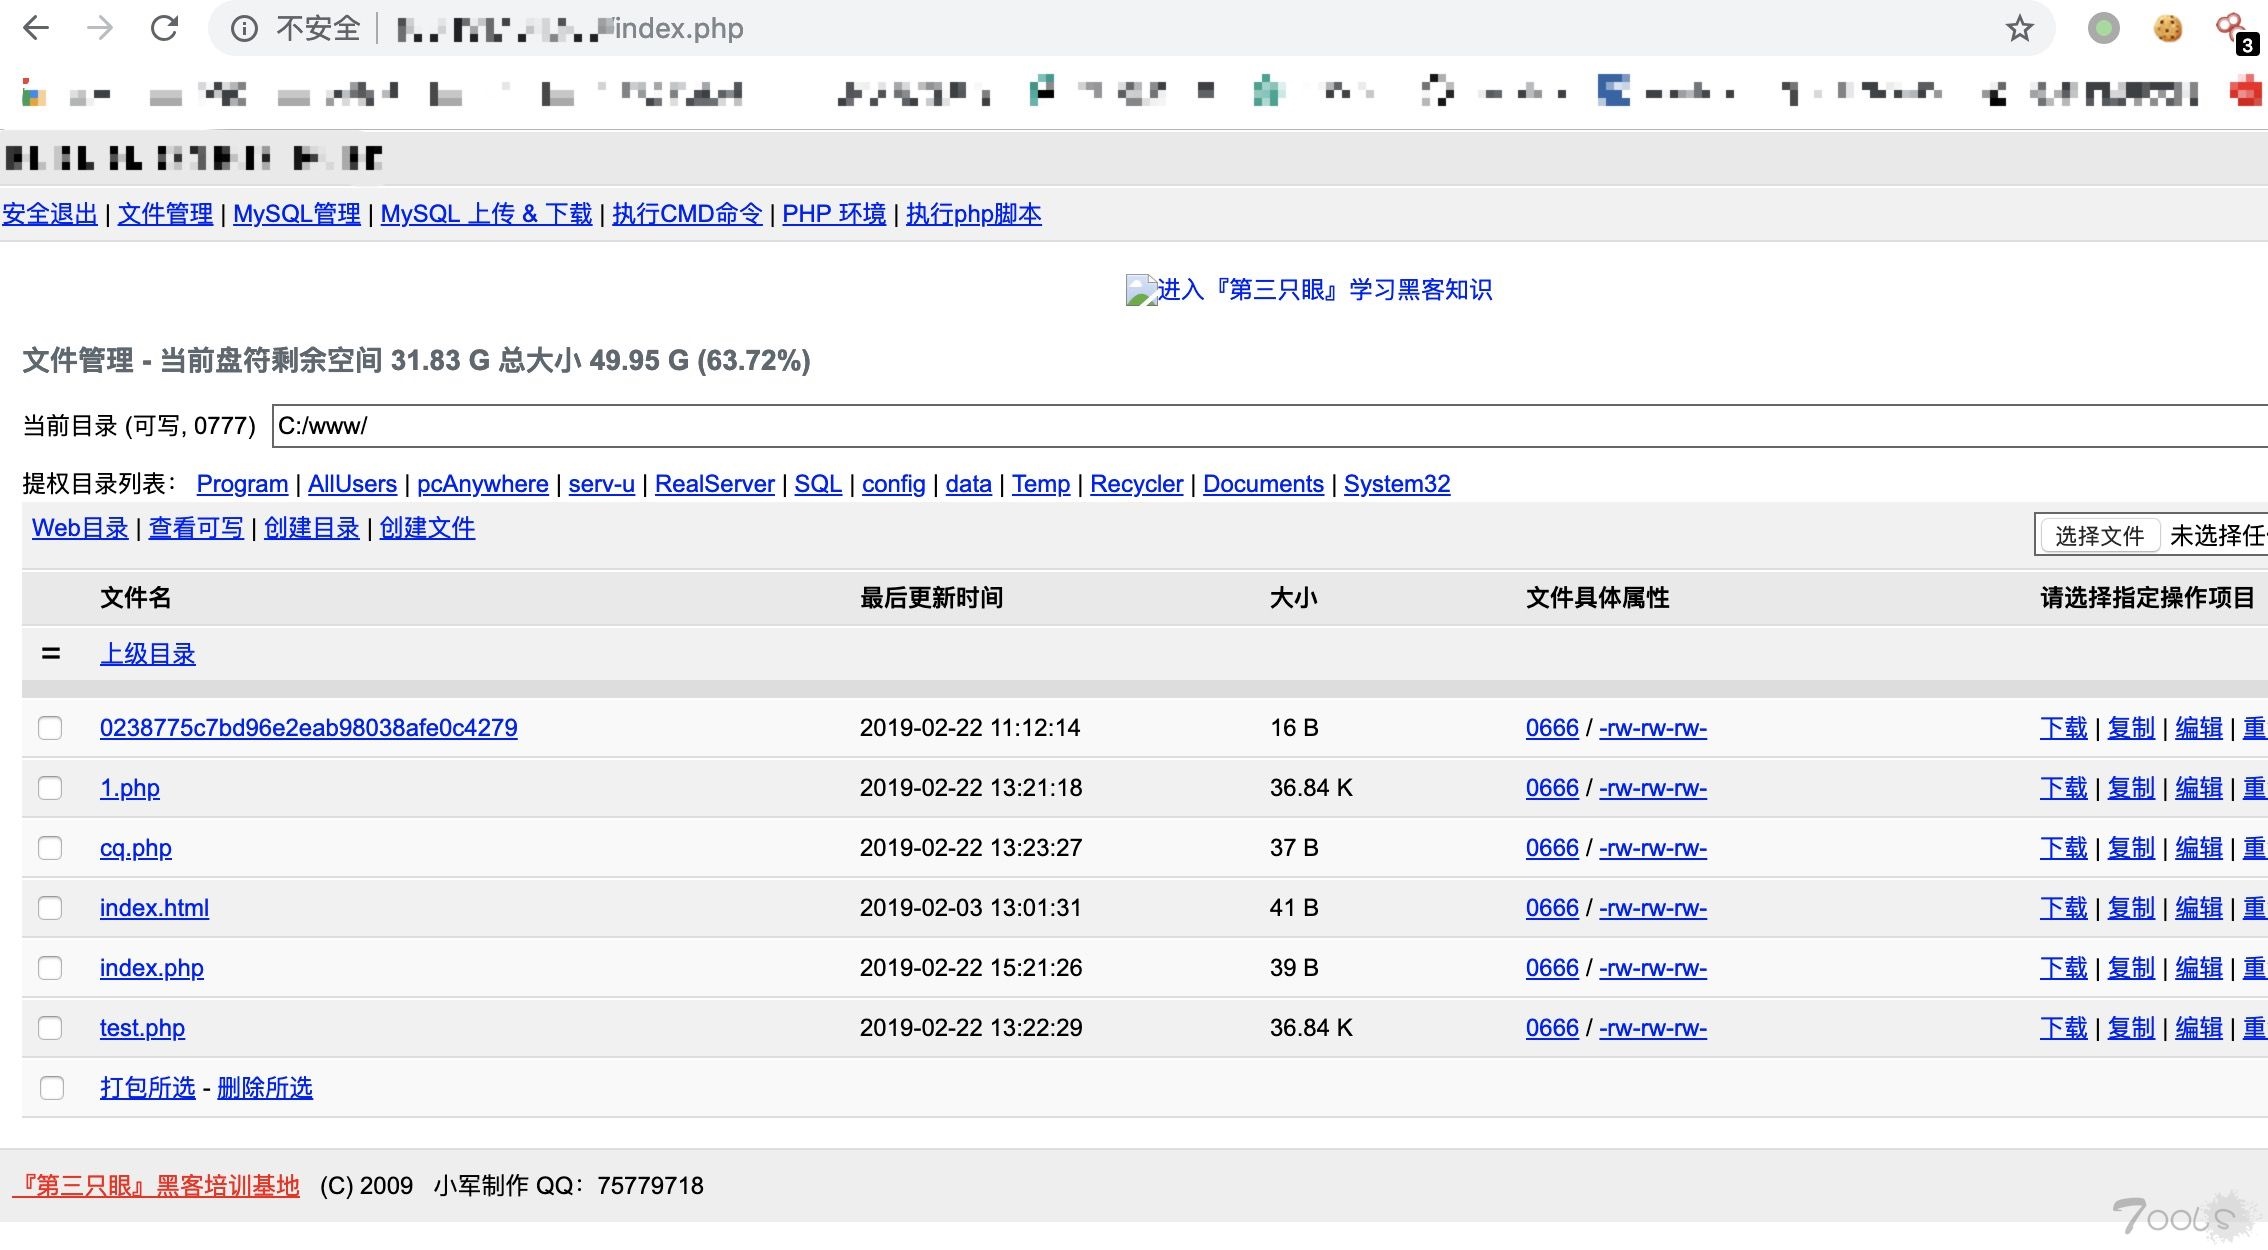 不安全 | /index.php
3
安全退出 | 文件管理 | MySQL管理 | MySQL 上传 & 下载 | 执行CMD命令 | PHP 环境 | 执行php脚本
进入『第三只眼』学习黑客知识
文件管理 - 当前盘符剩余空间 31.83 G 总大小 49.95 G (63.72%)
当前目录 (可写, 0777) C:/www/
提权目录列表： Program | AllUsers | pcAnywhere | serv-u | RealServer | SQL | config | data | Temp | Recycler | Documents | System32
Web目录 | 查看可写 | 创建目录 | 创建文件 选择文件 未选择任
文件名 最后更新时间 大小 文件具体属性 请选择指定操作项目
= 上级目录
0238775c7bd96e2eab98038afe0c4279 2019-02-22 11:12:14 16 B 0666 / -rw-rw-rw- 下载 | 复制 | 编辑 | 重
1.php 2019-02-22 13:21:18 36.84 K 0666 / -rw-rw-rw- 下载 | 复制 | 编辑 | 重
cq.php 2019-02-22 13:23:27 37 B 0666 / -rw-rw-rw- 下载 | 复制 | 编辑 | 重
index.html 2019-02-03 13:01:31 41 B 0666 / -rw-rw-rw- 下载 | 复制 | 编辑 | 重
index.php 2019-02-22 15:21:26 39 B 0666 / -rw-rw-rw- 下载 | 复制 | 编辑 | 重
test.php 2019-02-22 13:22:29 36.84 K 0666 / -rw-rw-rw- 下载 | 复制 | 编辑 | 重
打包所选 - 删除所选
『第三只眼』黑客培训基地 (C) 2009 小军制作 QQ：75779718
7ooLS